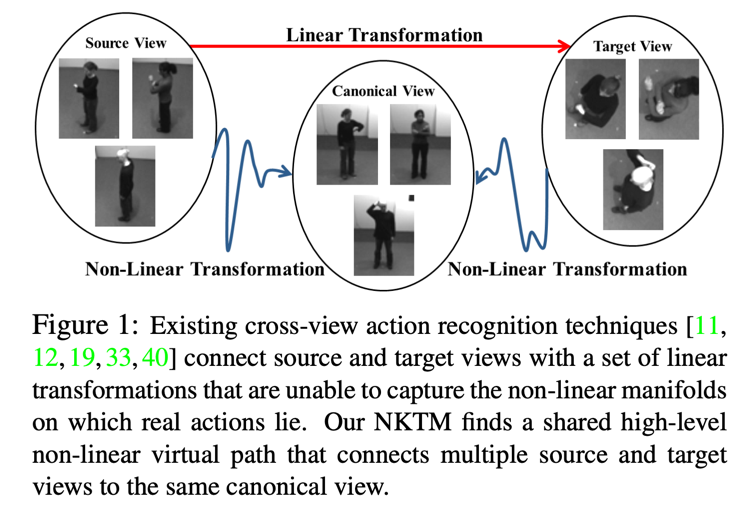 Linear Transformation
Source View
Target View
Canonical View
Non-Linear Transformation
Non-Linear Transformation
Figure 1: Existing cross-view action recognition techniques [11,
12, 19, 33, 40] connect source and target views with a set of linear
transformations that are unable to capture the non-linear manifolds
on which real actions lie. Our NKTM finds a shared high-level
non-linear virtual path that connects multiple source and target
views to the same canonical view.